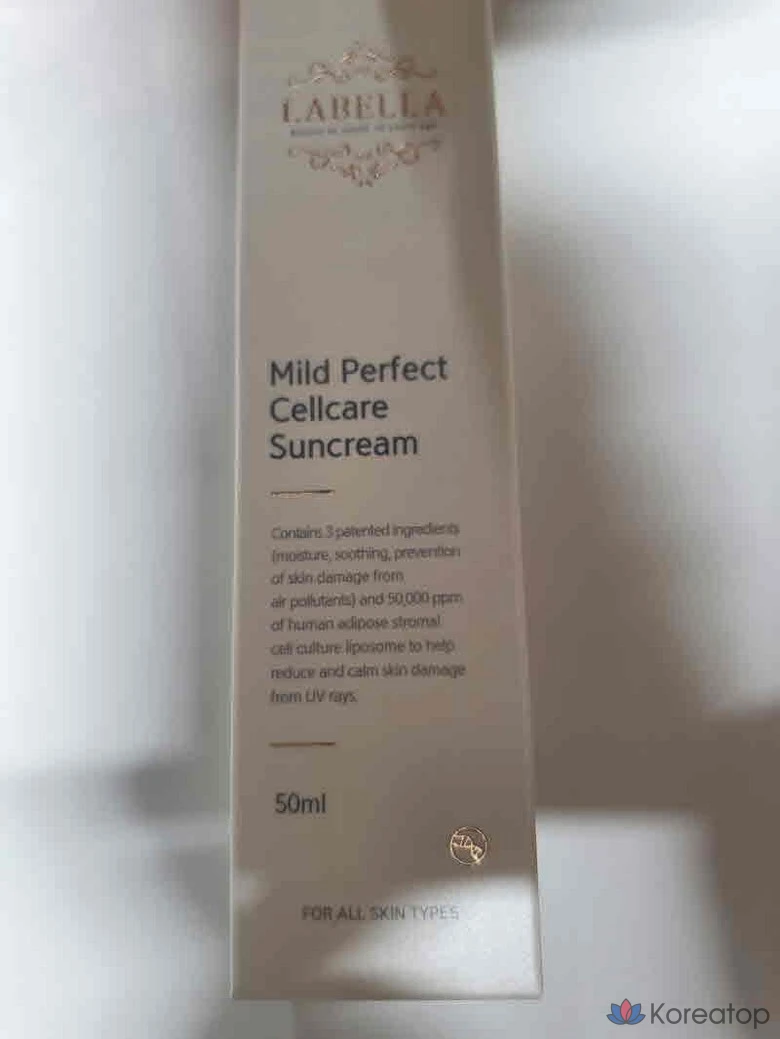 LABELLA
Mild Perfect
Cellcare
Suncream
Contains 3 patented ingredients
(moisture, soothing, prevention
of skin damage from
air pollutants) and 50,000 ppm
of human adipose stromal
cell culture liposome to help
reduce and calm skin damage
from UV rays.
50ml
FOR ALL SKIN TYPES
Koreatop